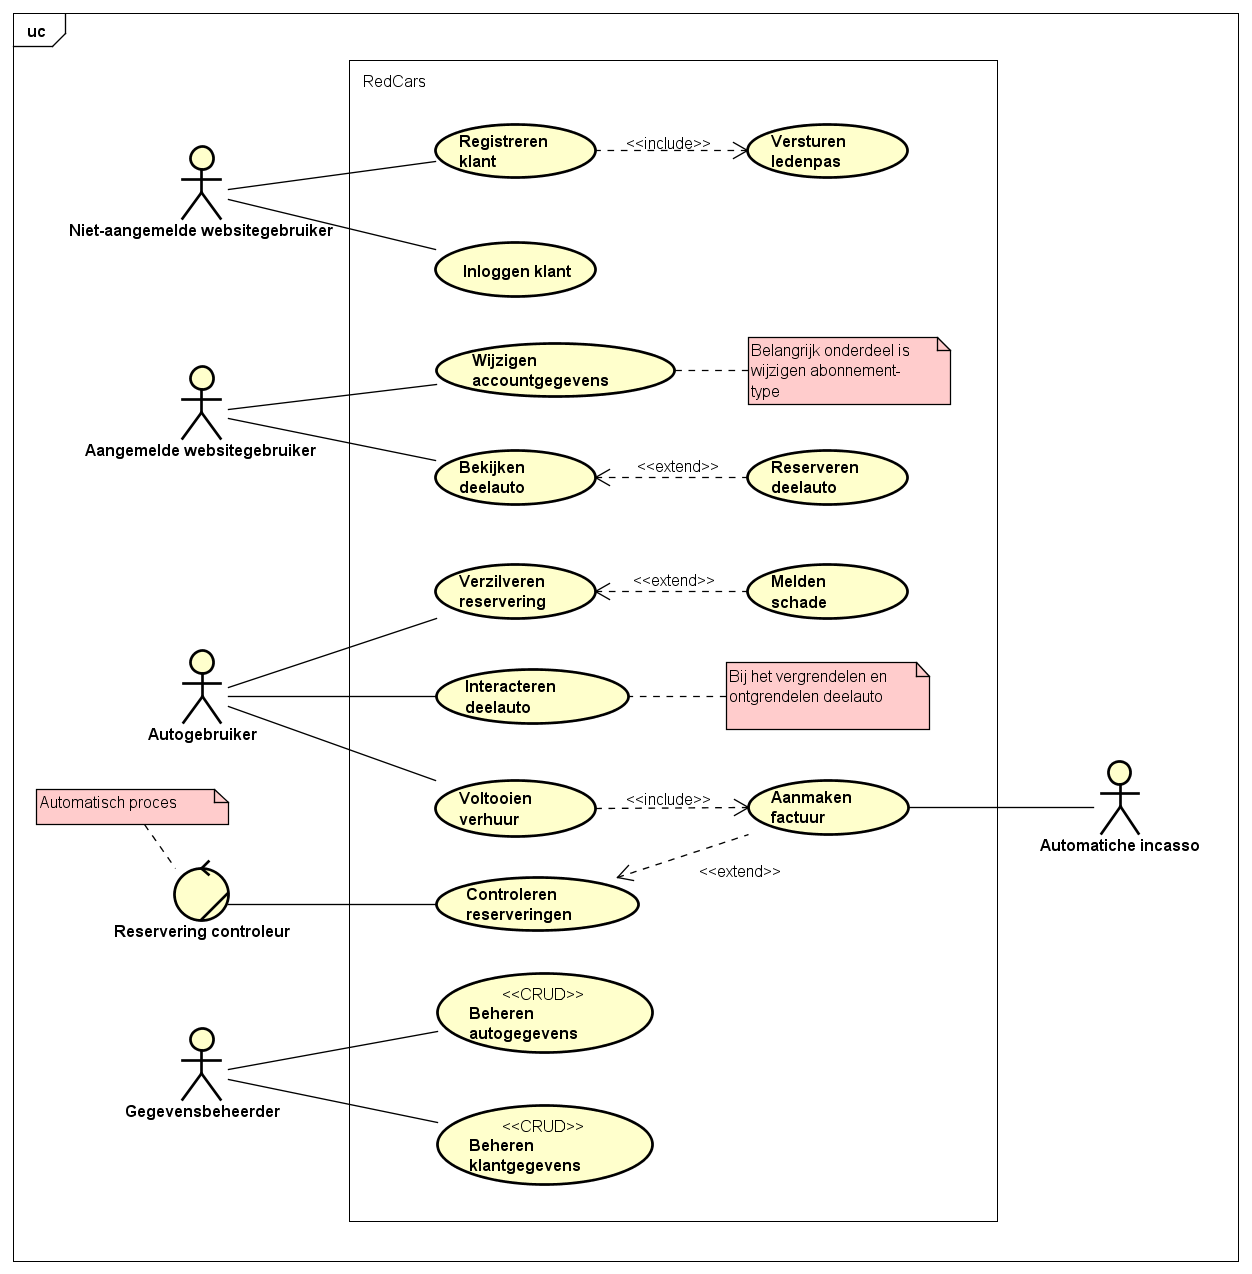 uc
RedCars
Registreren
klant
<<include>>
Versturen
ledenpas
Niet-aangemelde websitegebruiker
Inloggen klant
Wijzigen
accountgegevens
Belangrijk onderdeel is
wijzigen abonnement-
type
Aangemelde websitegebruiker
Bekijken
deelauto
<<extend>>
Reserveren
deelauto
Verzilveren
reservering
<<extend>>
Melden
schade
Interacteren
deelauto
Bij het vergrendelen en
ontgrendelen deelauto
Autogebruiker
Voltooien
verhuur
<<include>>
Aanmaken
factuur
Automatiche incasso
Automatisch proces
<<extend>>
Controleren
reserveringen
Reservering controleur
<<CRUD>>
Beheren
autogegevens
Gegevensbeheerder
<<CRUD>>
Beheren
klantgegevens